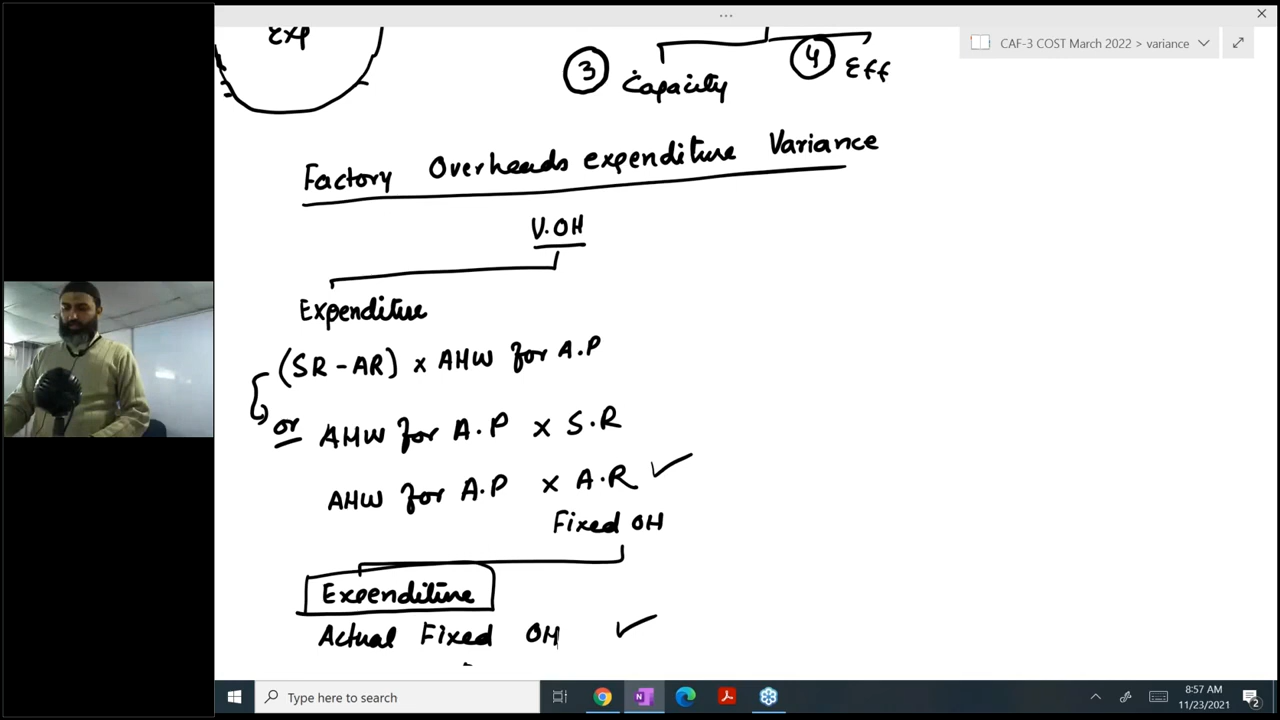 CAF-3 COST March 2022 > variance
Exp
3 Capacity
4 Eff
Factory Overheads expenditure Variance
V.OH
Expenditue
(SR-AR) x AHW for A.P
or AHW for A.P x S.R
AHW for A.P x A.R
Fixed OH
Expenditure
Actual Fixed OH
Type here to search
8:57 AM
11/23/2021
2